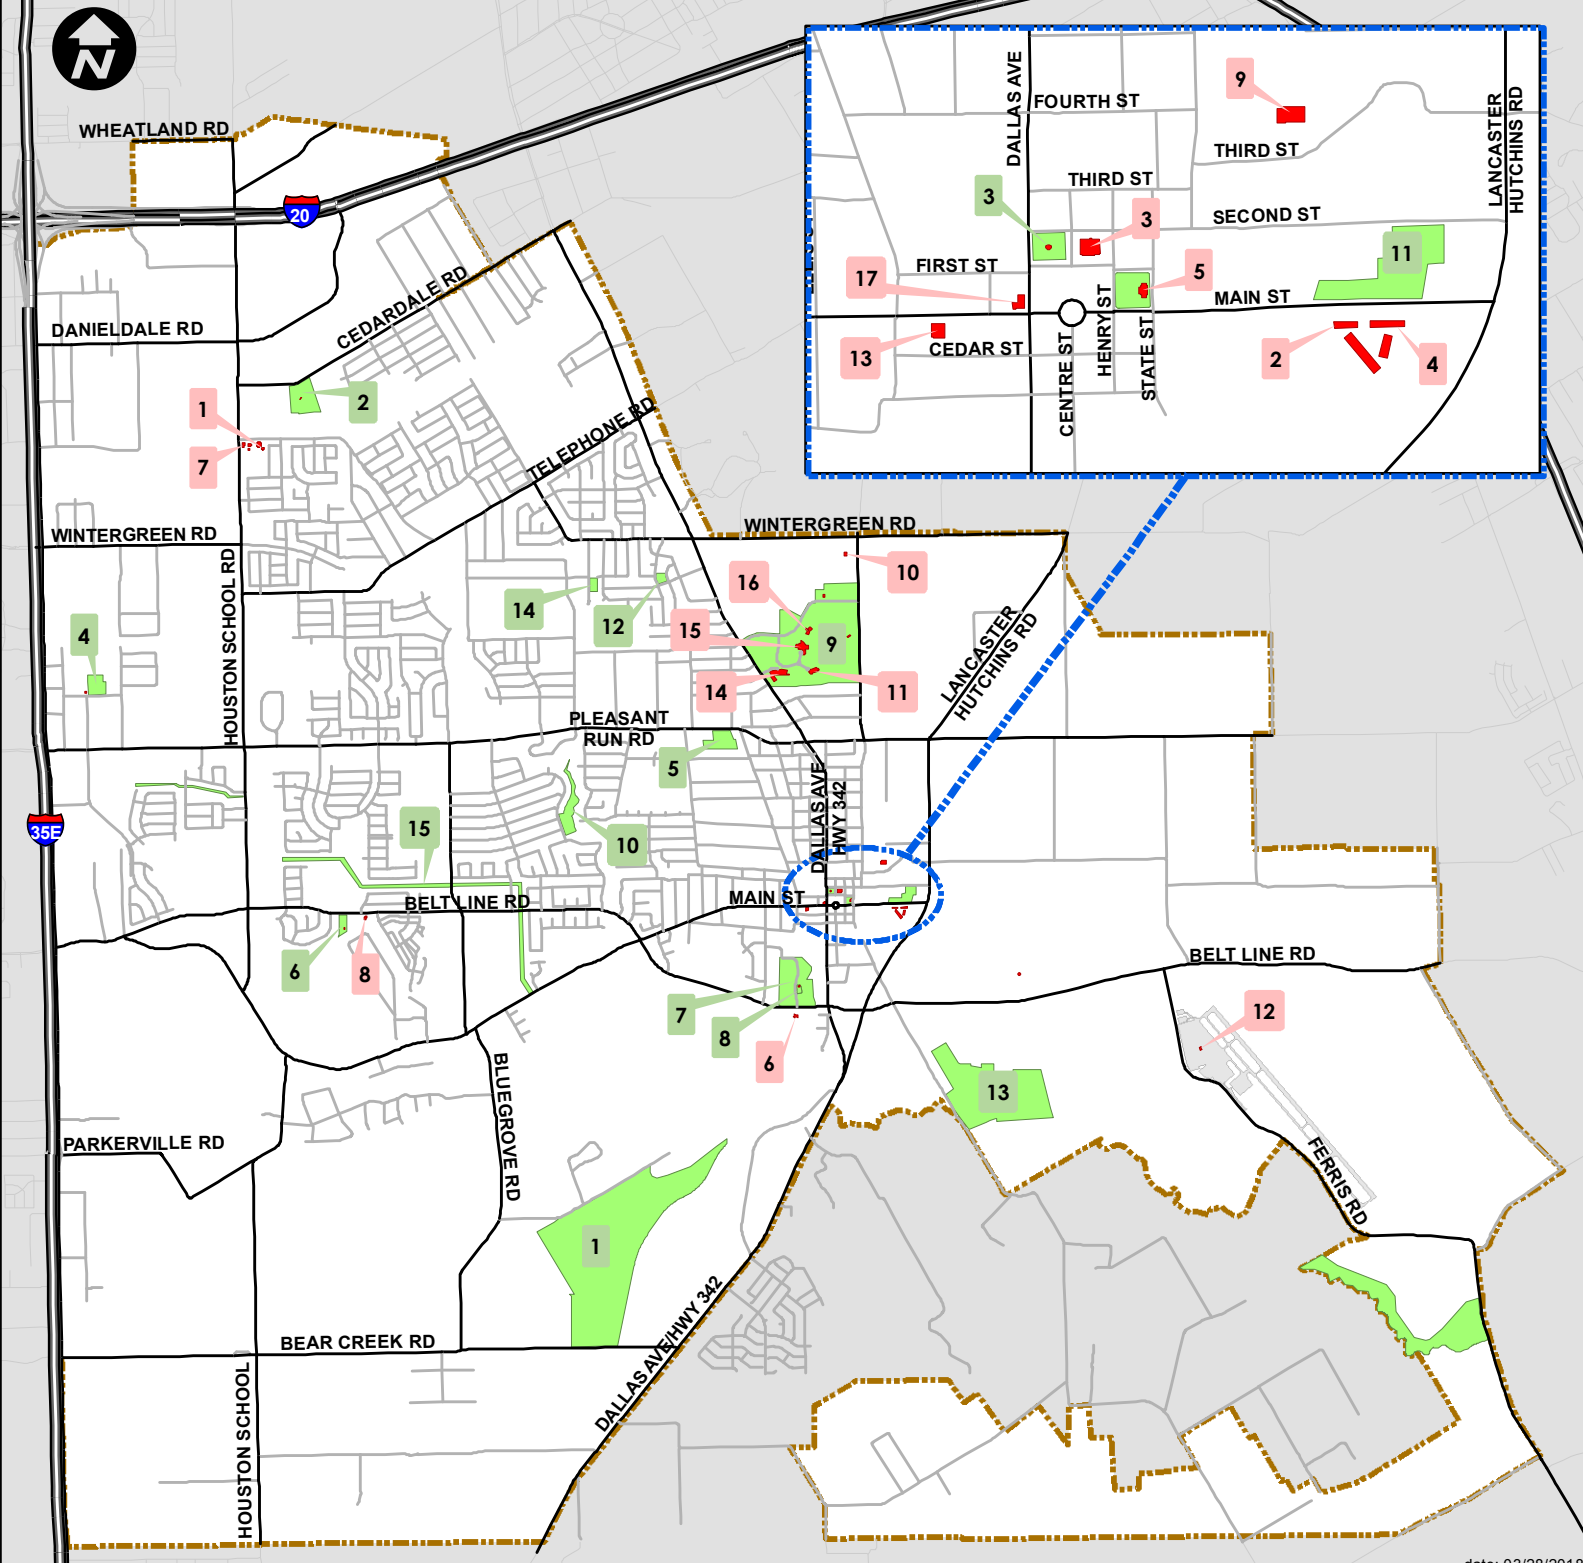 N
WHEATLAND RD
20
DALLAS AVE
FOURTH ST
9
LANCASTER
HUTCHINS RD
THIRD ST
THIRD ST
3
3
SECOND ST
FIRST ST
17
5
11
MAIN ST
HENRY ST
STATE ST
CENTRE ST
13
CEDAR ST
2
4
CEDARDALE RD
DANIELDALE RD
1
2
7
TELEPHONE RD
WINTERGREEN RD
WINTERGREEN RD
HOUSTON SCHOOL RD
10
16
14
12
15
9
4
14
11
LANCASTER
HUTCHINS RD
PLEASANT
RUN RD
5
DALLAS AVE
HWY 342
35E
15
10
MAIN ST
BELT LINE RD
6
8
BELT LINE RD
7
8
6
12
13
BLUEGROVE RD
PARKERVILLE RD
FERRIS RD
1
BEAR CREEK RD
DALLAS AVE/HWY 342
HOUSTON SCHOOL